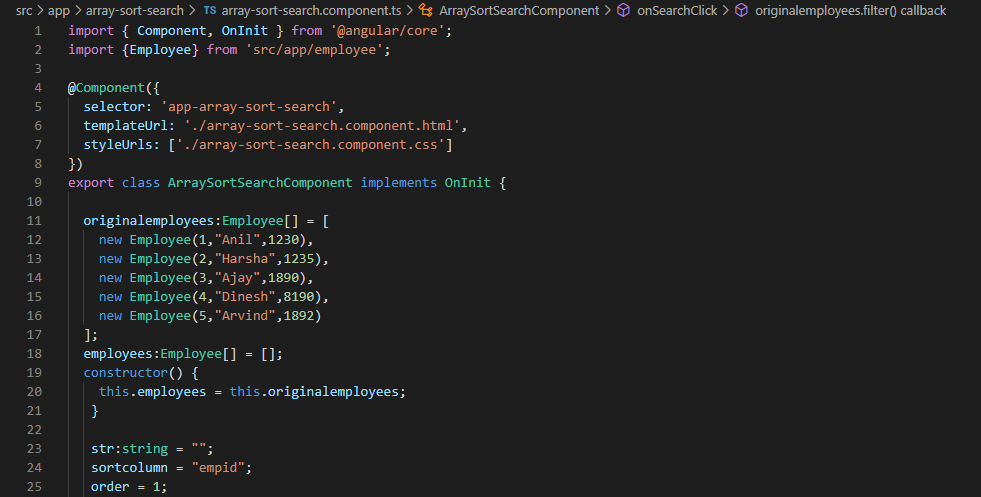 src > app > array-sort-search > TS array-sort-search.component.ts > ArraySortSearchComponent > onSearchClick > originalemployees.filter() callback
1 import { Component, OnInit } from '@angular/core';
2 import {Employee} from 'src/app/employee';
3
4 @Component({
5   selector: 'app-array-sort-search',
6   templateUrl: './array-sort-search.component.html',
7   styleUrls: ['./array-sort-search.component.css']
8 })
9 export class ArraySortSearchComponent implements OnInit {
10
11   originalemployees:Employee[] = [
12     new Employee(1,"Anil",1230),
13     new Employee(2,"Harsha",1235),
14     new Employee(3,"Ajay",1890),
15     new Employee(4,"Dinesh",8190),
16     new Employee(5,"Arvind",1892)
17   ];
18   employees:Employee[] = [];
19   constructor() {
20     this.employees = this.originalemployees;
21    }
22
23    str:string = "";
24    sortcolumn = "empid";
25    order = 1;